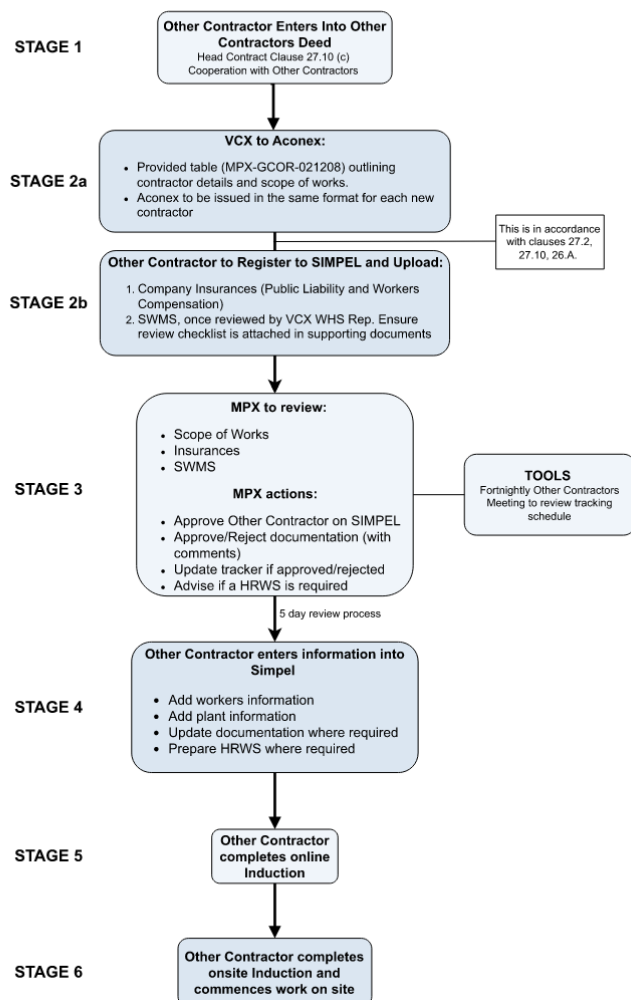 STAGE 1
Other Contractor Enters Into Other
Contractors Deed
Head Contract Clause 27.10 (c)
Cooperation with Other Contractors
STAGE 2a
VCX to Aconex:
• Provided table (MPX-GCOR-021208) outlining
contractor details and scope of works.
• Aconex to be issued in the same format for each new
contractor
This is in accordance
with clauses 27.2,
27.10, 26.A.
STAGE 2b
Other Contractor to Register to SIMPEL and Upload:
1. Company Insurances (Public Liability and Workers
Compensation)
2. SWMS, once reviewed by VCX WHS Rep. Ensure
review checklist is attached in supporting documents
STAGE 3
MPX to review:
• Scope of Works
• Insurances
• SWMS
MPX actions:
• Approve Other Contractor on SIMPEL
• Approve/Reject documentation (with
comments)
• Update tracker if approved/rejected
• Advise if a HRWS is required
TOOLS
Fortnightly Other Contractors
Meeting to review tracking
schedule
5 day review process
STAGE 4
Other Contractor enters information into
Simpel
• Add workers information
• Add plant information
• Update documentation where required
• Prepare HRWS where required
STAGE 5
Other Contractor
completes online
Induction
STAGE 6
Other Contractor completes
onsite Induction and
commences work on site